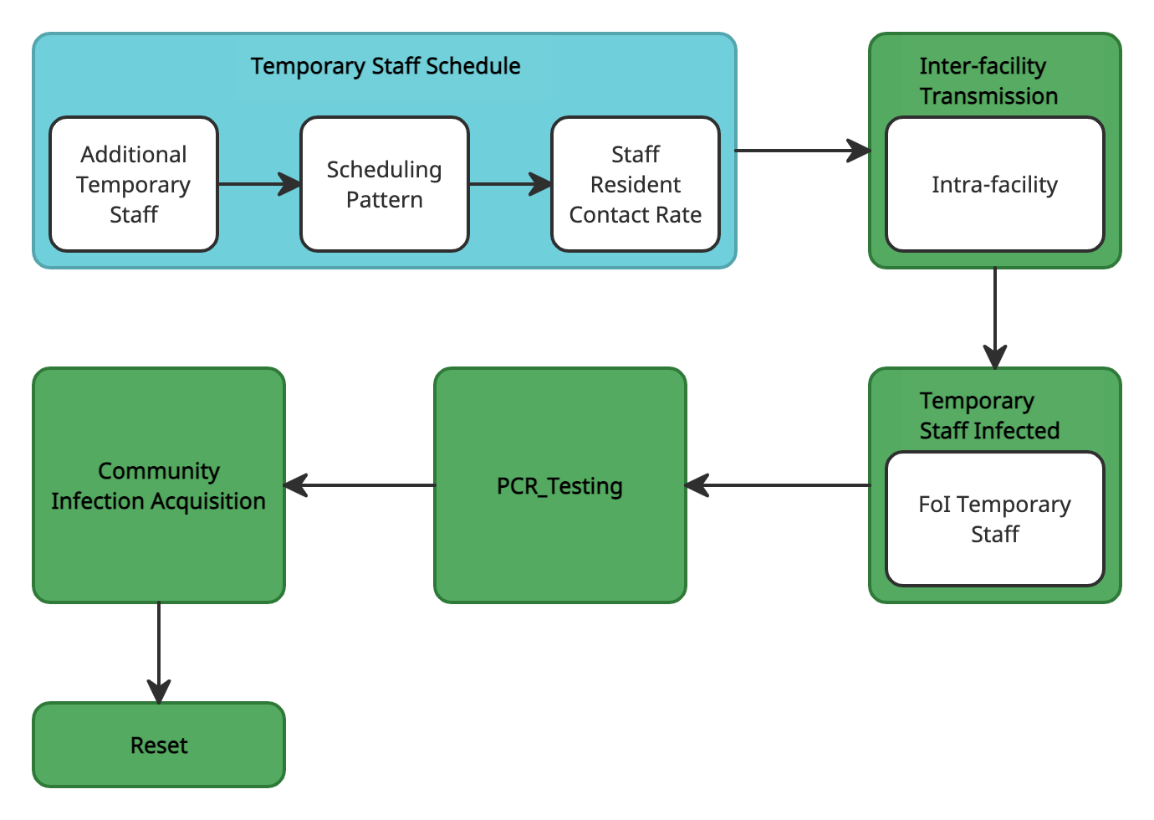 Temporary Staff Schedule
Additional
Temporary
Staff
Scheduling
Pattern
Staff
Resident
Contact Rate
Inter-facility
Transmission
Intra-facility
Temporary
Staff Infected
FoI Temporary
Staff
PCR_Testing
Community
Infection Acquisition
Reset